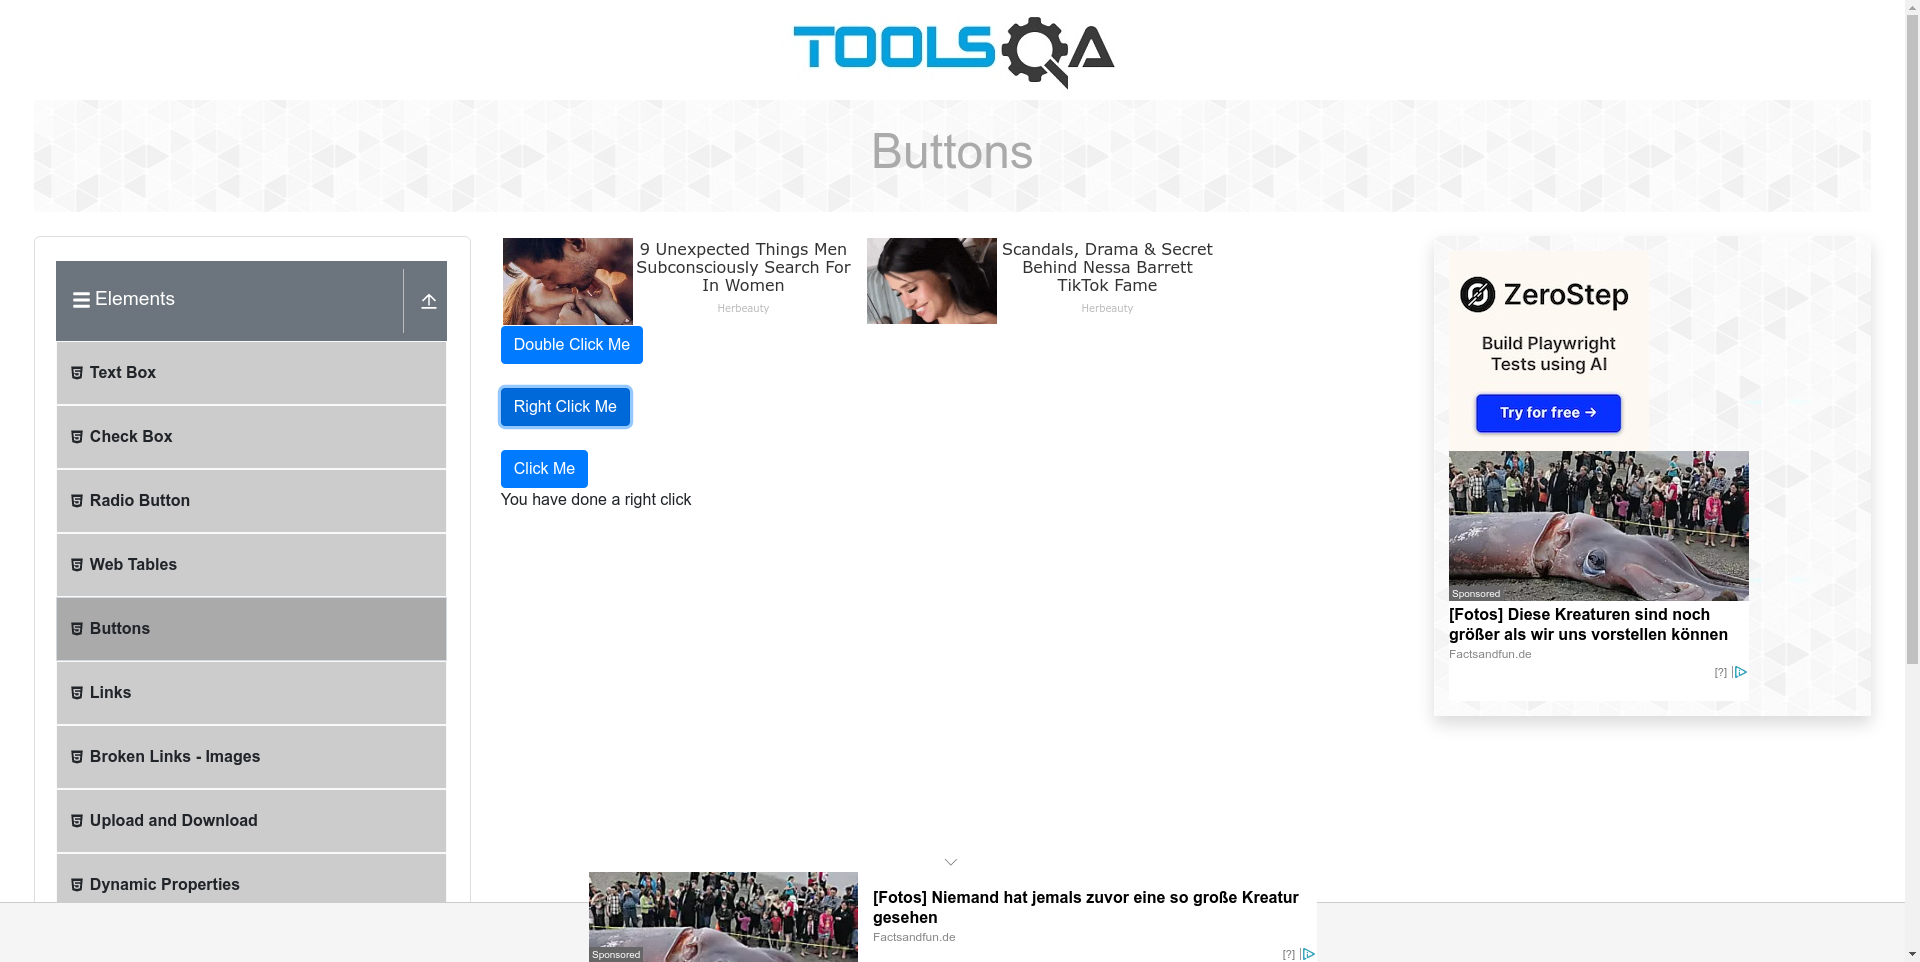 TOOLSQA
Buttons
Elements
Text Box
Check Box
Radio Button
Web Tables
Buttons
Links
Broken Links - Images
Upload and Download
Dynamic Properties
9 Unexpected Things Men
Subconsciously Search For
In Women
Herbeauty
Scandals, Drama & Secret
Behind Nessa Barrett
TikTok Fame
Herbeauty
Double Click Me
Right Click Me
Click Me
You have done a right click
ZeroStep
Build Playwright
Tests using AI
Try for free →
Sponsored
[Fotos] Diese Kreaturen sind noch
größer als wir uns vorstellen können
Factsandfun.de
[?]
[Fotos] Niemand hat jemals zuvor eine so große Kreatur
gesehen
Factsandfun.de
Sponsored
[?]